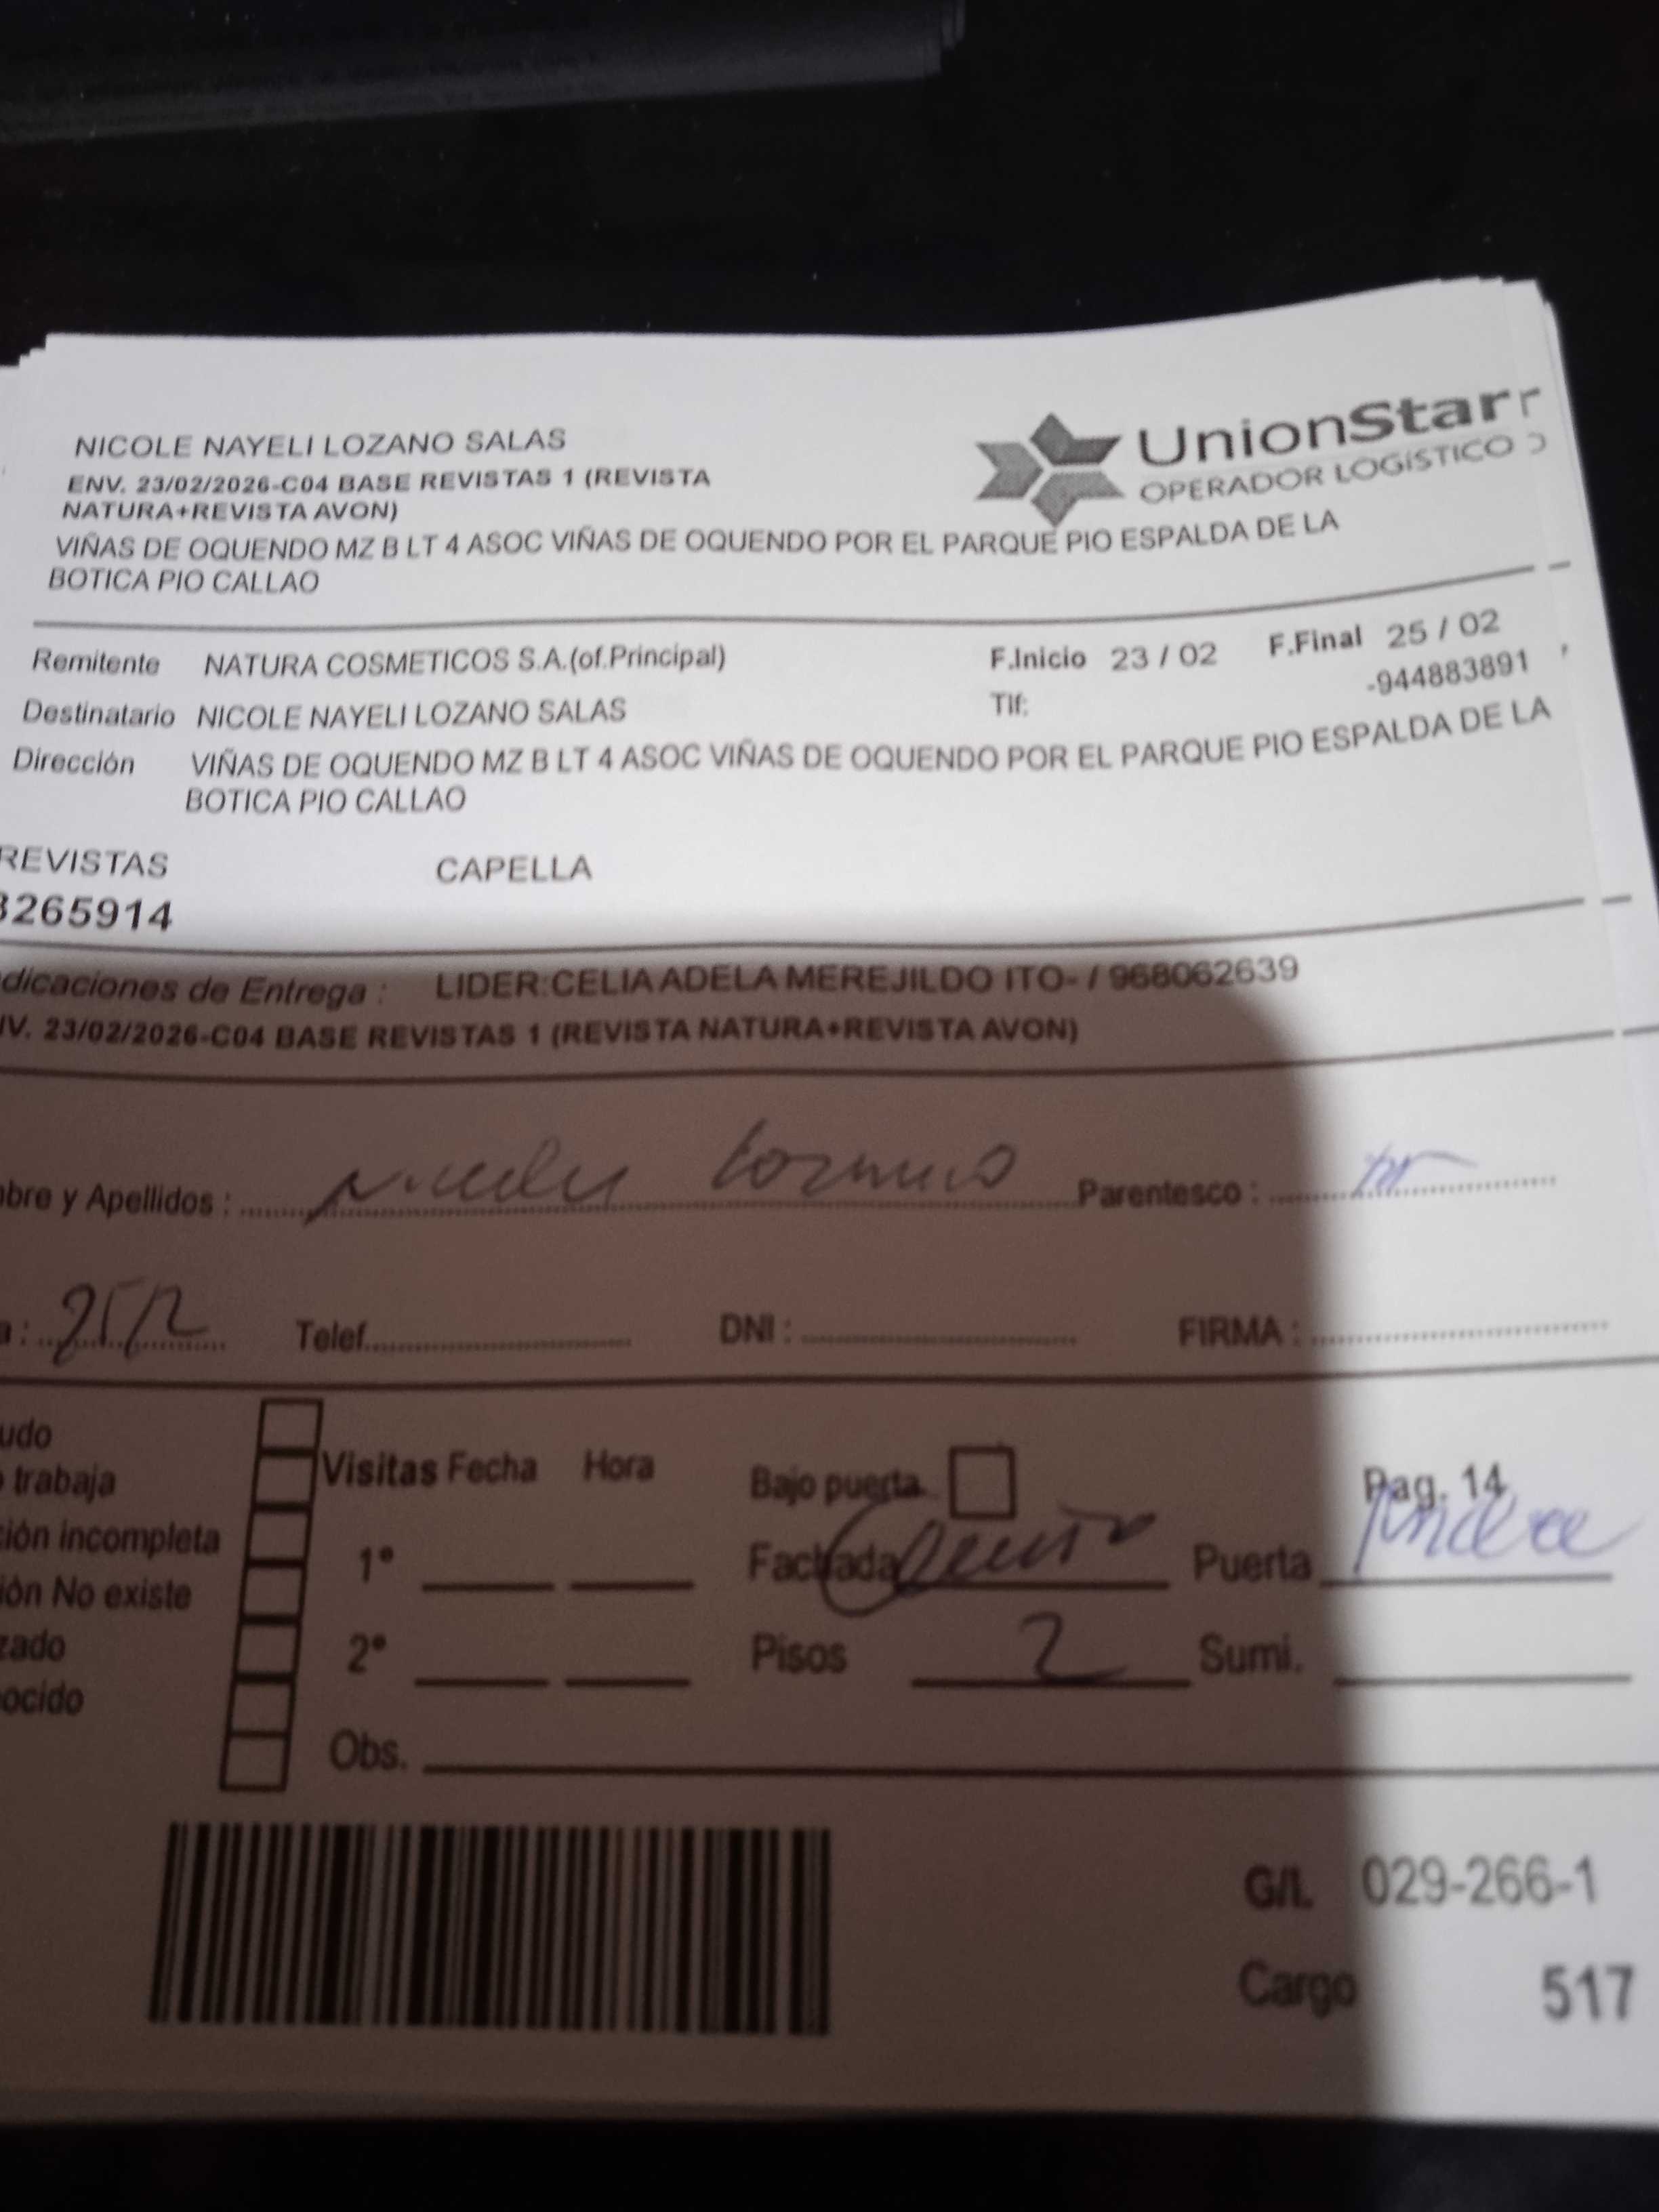 NICOLE NAYELI LOZANO SALAS
UnionStar
OPERADOR LOGÍSTICO
ENV. 23/02/2026-C04 BASE REVISTAS 1 (REVISTA
NATURA+REVISTA AVON)
VIÑAS DE OQUENDO MZ B LT 4 ASOC VIÑAS DE OQUENDO POR EL PARQUE PIO ESPALDA DE LA
BOTICA PIO CALLAO
Remitente NATURA COSMETICOS S.A.(of.Principal) F.Inicio 23 / 02 F.Final 25 / 02
Destinatario NICOLE NAYELI LOZANO SALAS Tlf: -944883891
Dirección VIÑAS DE OQUENDO MZ B LT 4 ASOC VIÑAS DE OQUENDO POR EL PARQUE PIO ESPALDA DE LA
BOTICA PIO CALLAO
REVISTAS CAPELLA
3265914
dicaciones de Entrega : LIDER:CELIA ADELA MEREJILDO ITO- / 968062639
NV. 23/02/2026-C04 BASE REVISTAS 1 (REVISTA NATURA+REVISTA AVON)
bre y Apellidos : Lozano Parentesco :
a : 25/2 Telef. DNI : FIRMA :
udo
trabaja Visitas Fecha Hora Bajo puerta Pag. 14
ción incompleta 1° Fachada Puerta
ión No existe
zado 2° Pisos 2 Sumi.
ocido
Obs.
G/L 029-266-1
Cargo 517